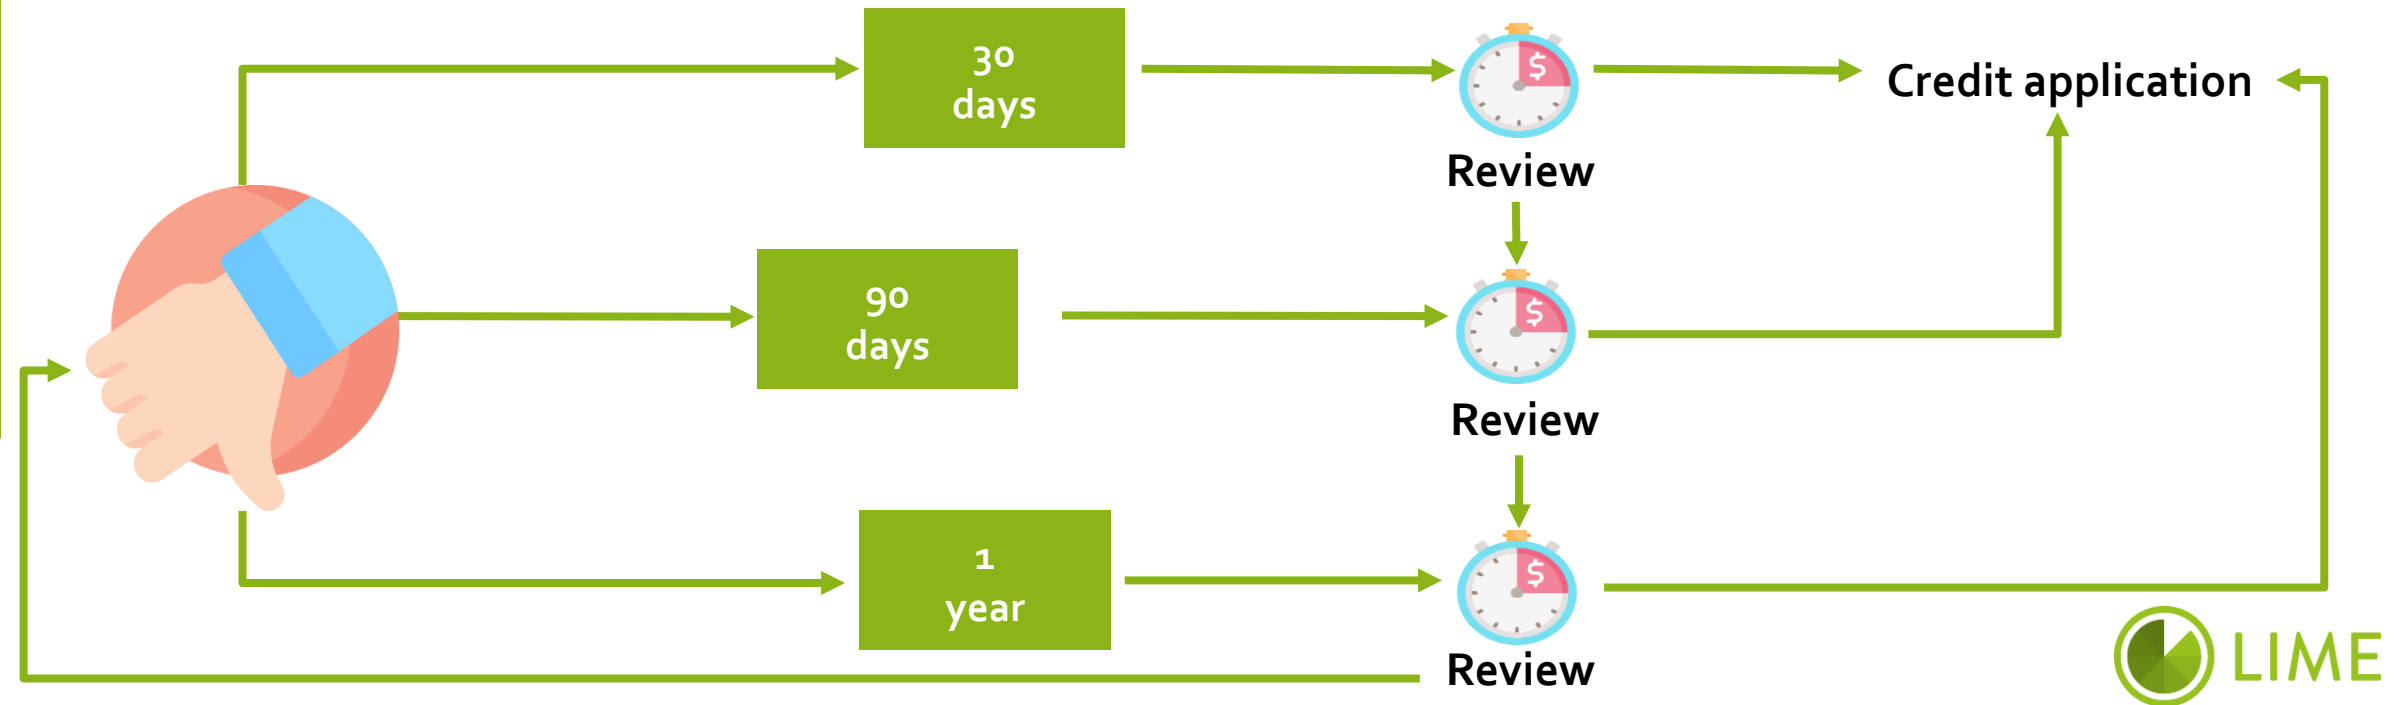 30
days
$
Credit application
Review
90
days
$
Review
1
year
$
Review
LIME